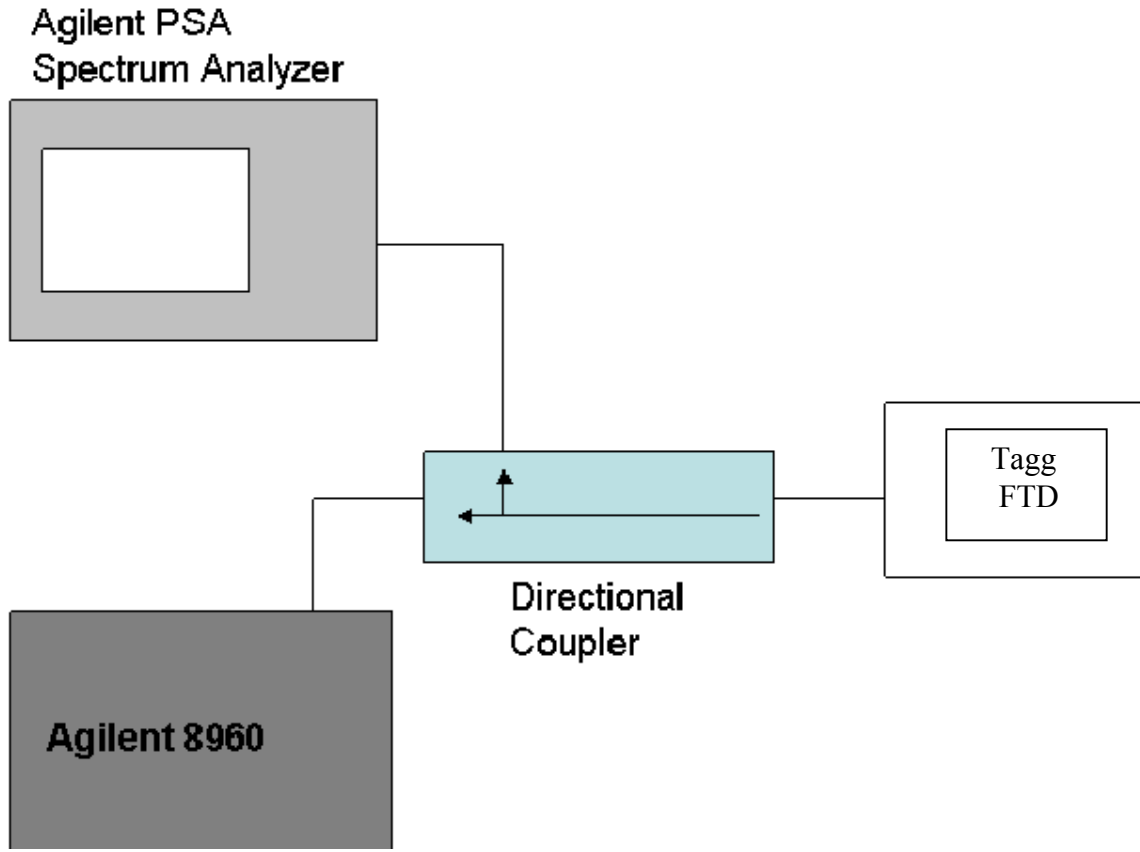 Agilent PSA
Spectrum Analyzer
Tagg
FTD
Directional
Coupler
Agilent 8960